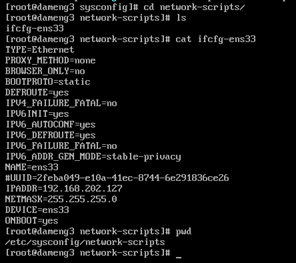 [root@dameng3 sysconfig]# cd network-scripts/
[root@dameng3 network-scripts]# ls
ifcfg-ens33
[root@dameng3 network-scripts]# cat ifcfg-ens33
TYPE=Ethernet
PROXY_METHOD=none
BROWSER_ONLY=no
BOOTPROTO=static
DEFROUTE=yes
IPV4_FAILURE_FATAL=no
IPV6INIT=yes
IPV6_AUTOCONF=yes
IPV6_DEFROUTE=yes
IPV6_FAILURE_FATAL=no
IPV6_ADDR_GEN_MODE=stable-privacy
NAME=ens33
#UUID=2feba049-e10a-41ec-8744-6e291836ce26
IPADDR=192.168.202.127
NETMASK=255.255.255.0
DEVICE=ens33
ONBOOT=yes
[root@dameng3 network-scripts]# pwd
/etc/sysconfig/network-scripts
[root@dameng3 network-scripts]# _